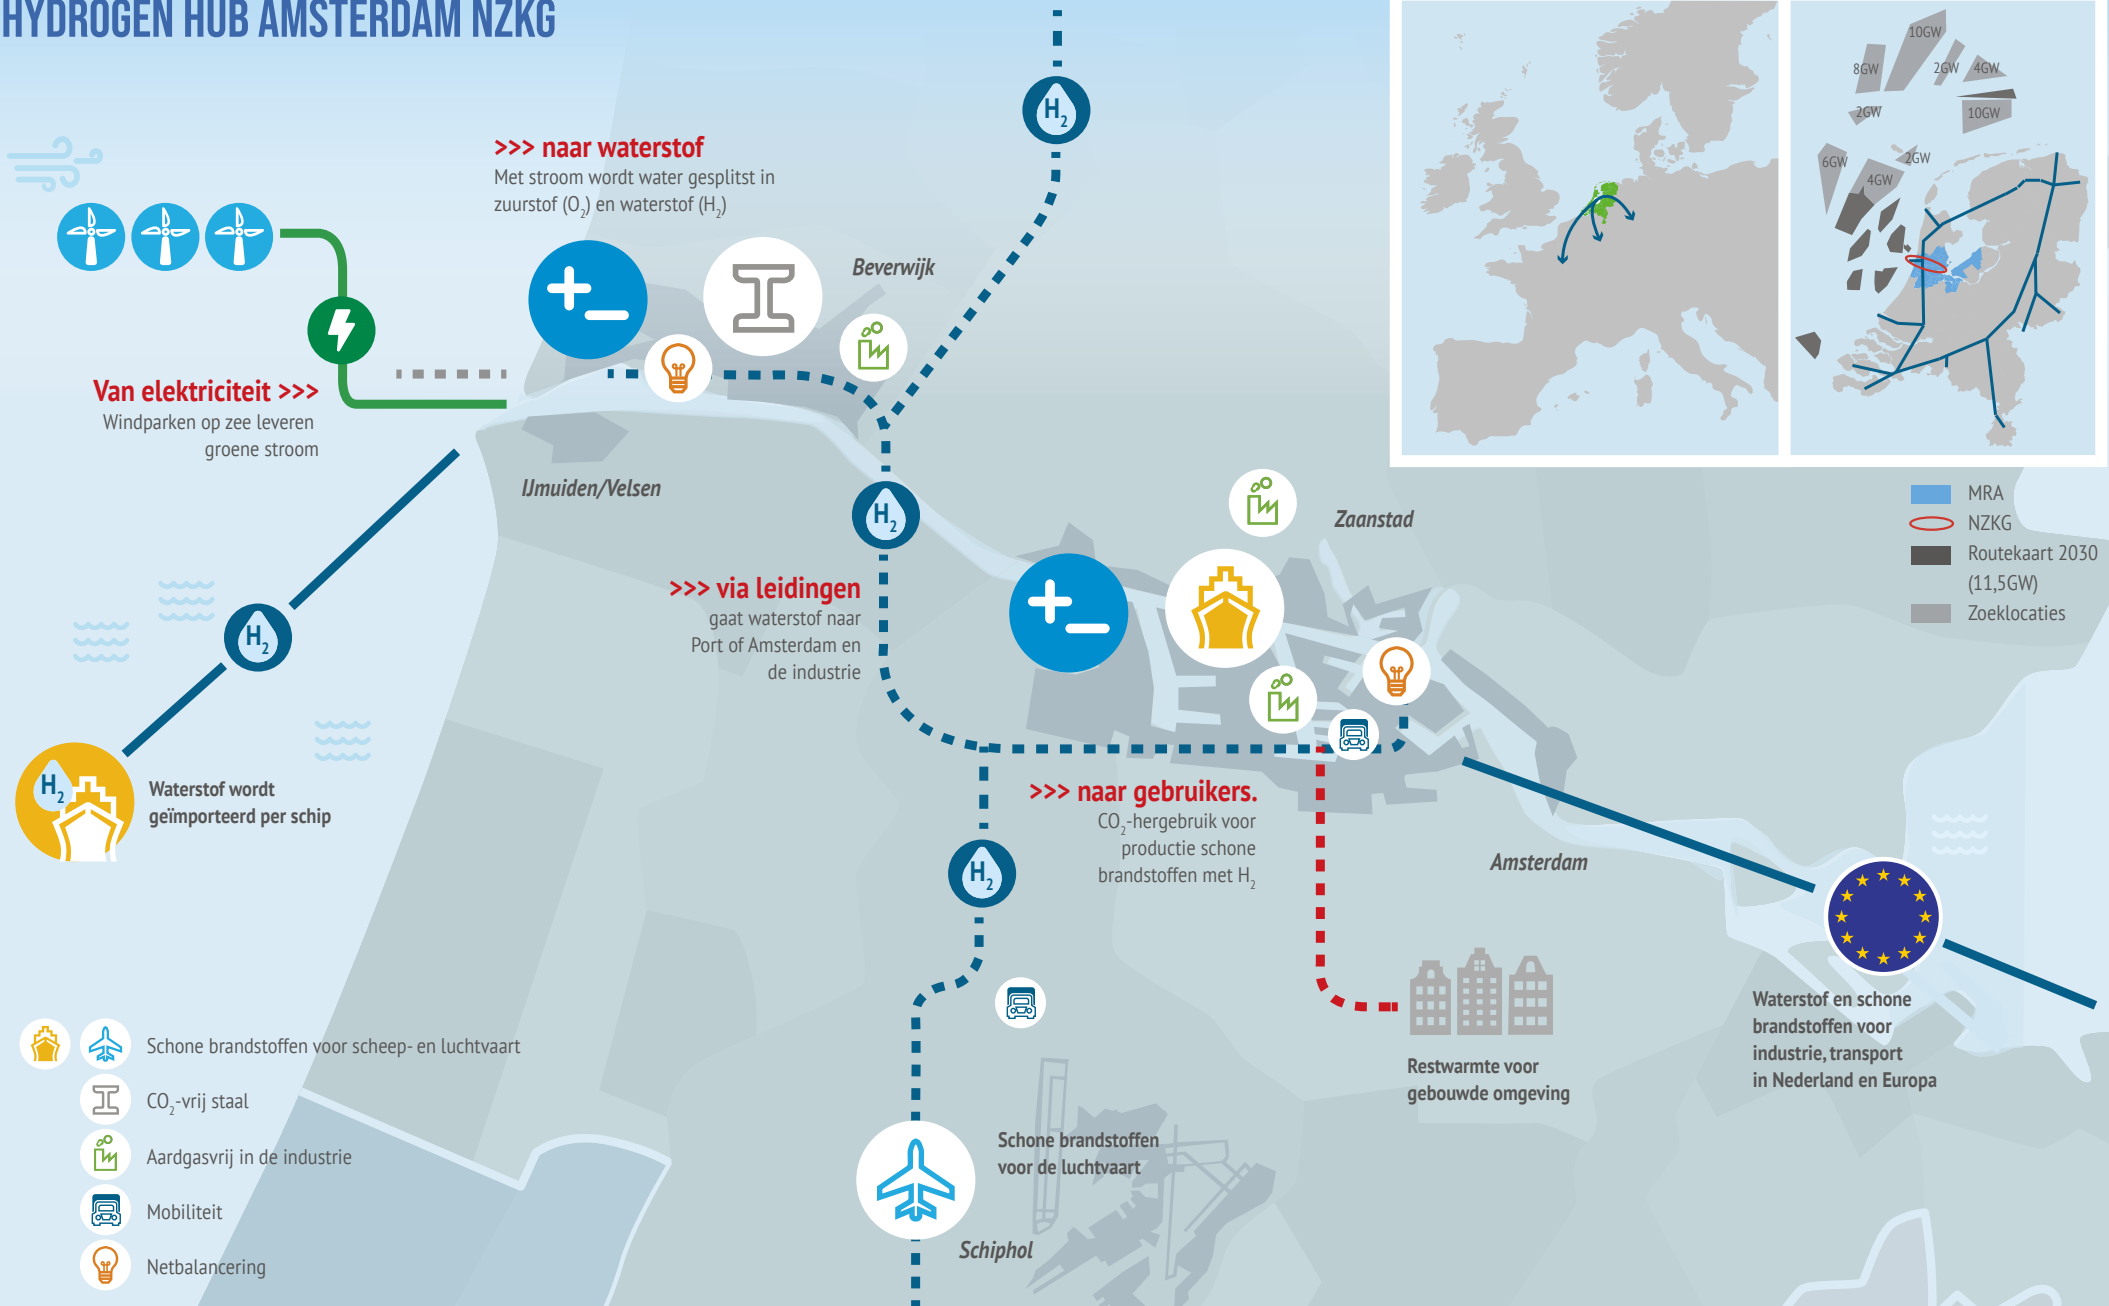 HYDROGEN HUB AMSTERDAM NZKG
10GW
8GW
2GW
4GW
2GW
10GW
6GW
2GW
4GW
H2
>>> naar waterstof
Met stroom wordt water gesplitst in
zuurstof (O2) en waterstof (H2)
Beverwijk
Van elektriciteit >>>
Windparken op zee leveren
groene stroom
IJmuiden/Velsen
H2
Zaanstad
MRA
NZKG
Routekaart 2030
(11,5GW)
Zoeklocaties
>>> via leidingen
gaat waterstof naar
Port of Amsterdam en
de industrie
H2
H2
Waterstof wordt
geïmporteerd per schip
>>> naar gebruikers.
CO2-hergebruik voor
productie schone
brandstoffen met H2
Amsterdam
H2
Waterstof en schone
brandstoffen voor
industrie, transport
in Nederland en Europa
Restwarmte voor
gebouwde omgeving
Schone brandstoffen
voor de luchtvaart
Schiphol
Schone brandstoffen voor scheep- en luchtvaart
CO2-vrij staal
Aardgasvrij in de industrie
Mobiliteit
Netbalancering